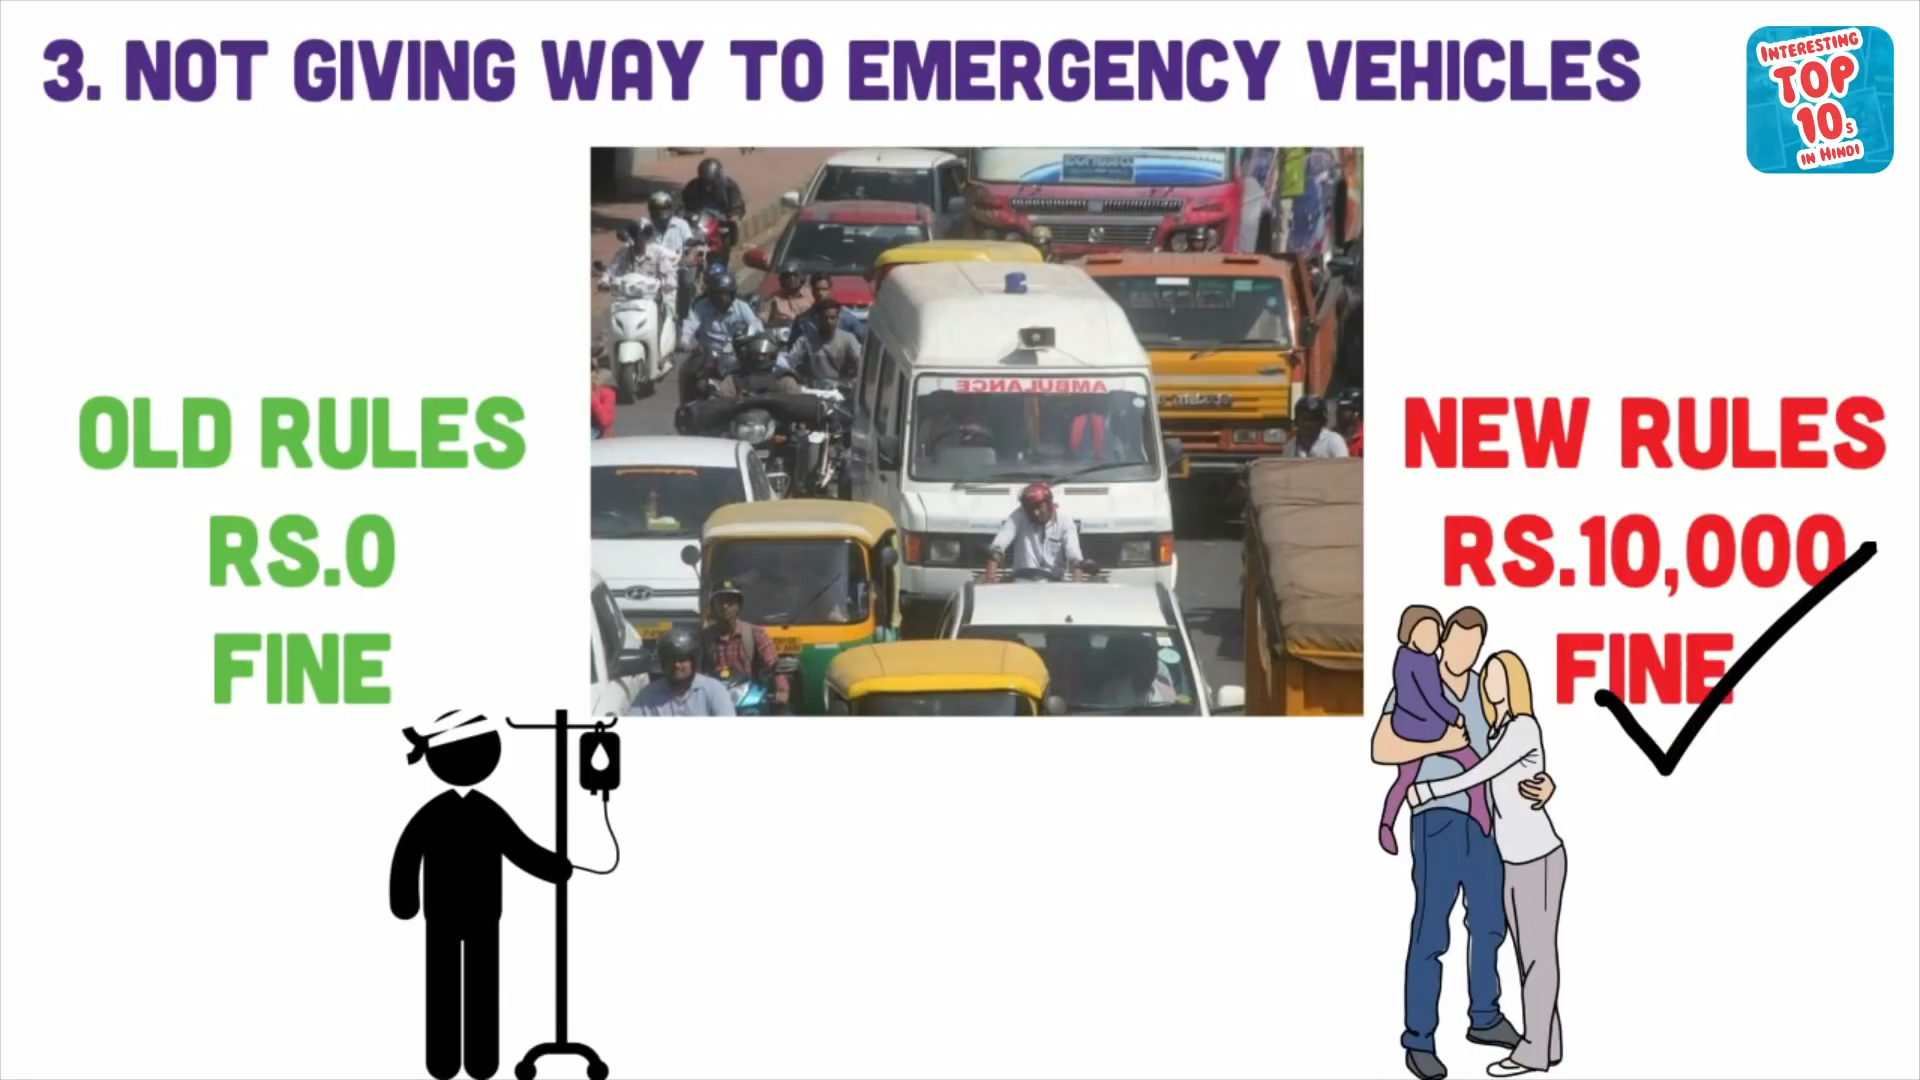 3. NOT GIVING WAY TO EMERGENCY VEHICLES
INTERESTING
TOP
10s
IN HINDI
AMBULANCE
OLD RULES
RS.0
FINE
NEW RULES
RS.10,000
FINE